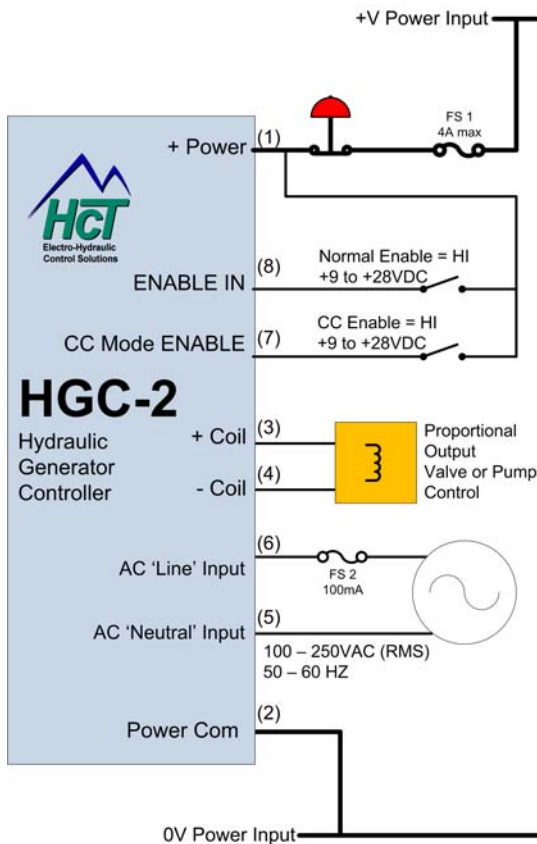 +V Power Input
FS 1
4A max
+ Power
(1)
HcT
Electro-Hydraulic
Control Solutions
ENABLE IN
(8)
Normal Enable = HI
+9 to +28VDC
CC Mode ENABLE
(7)
CC Enable = HI
+9 to +28VDC
HGC-2
Hydraulic
Generator
Controller
+ Coil
(3)
- Coil
(4)
Proportional
Output
Valve or Pump
Control
AC ‘Line’ Input
(6)
FS 2
100mA
AC ‘Neutral’ Input
(5)
100 – 250VAC (RMS)
50 – 60 HZ
Power Com
(2)
0V Power Input